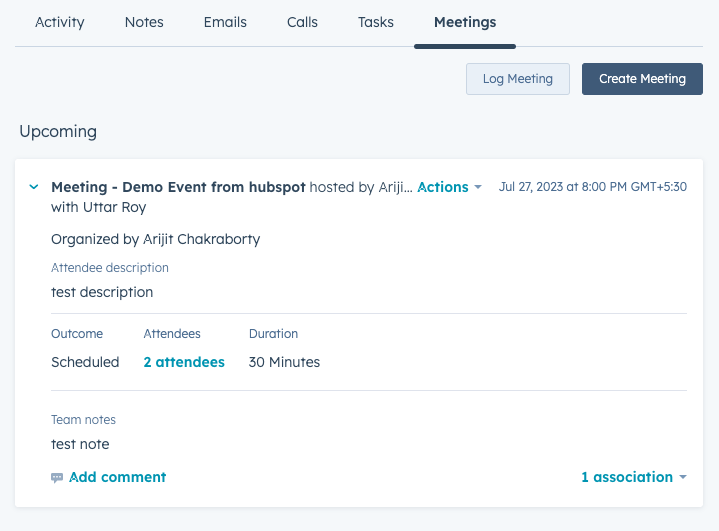 Activity Notes Emails Calls Tasks Meetings
Log Meeting Create Meeting
Upcoming
Meeting - Demo Event from hubspot hosted by Ariji... Actions Jul 27, 2023 at 8:00 PM GMT+5:30
with Uttar Roy
Organized by Arijit Chakraborty
Attendee description
test description
Outcome Attendees Duration
Scheduled 2 attendees 30 Minutes
Team notes
test note
Add comment 1 association